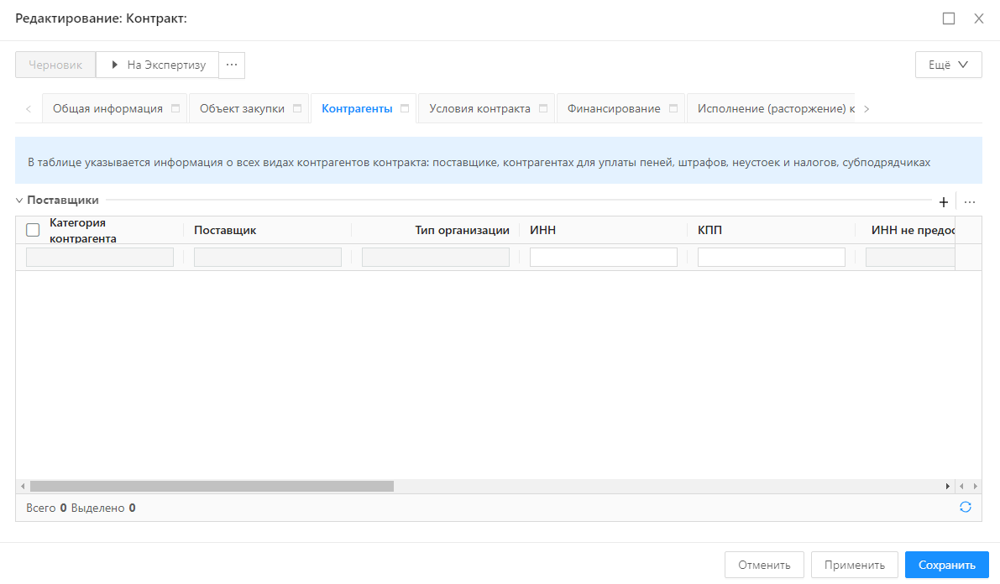 Редактирование: Контракт:
Черновик
На Экспертизу
...
Ещё
Общая информация
Объект закупки
Контрагенты
Условия контракта
Финансирование
Исполнение (расторжение) к
В таблице указывается информация о всех видах контрагентов контракта: поставщике, контрагентах для уплаты пеней, штрафов, неустоек и налогов, субподрядчиках
Поставщики
...
Категория
контрагента
Поставщик
Тип организации
ИНН
КПП
ИНН не предос
Всего 0 Выделено 0
Отменить
Применить
Сохранить